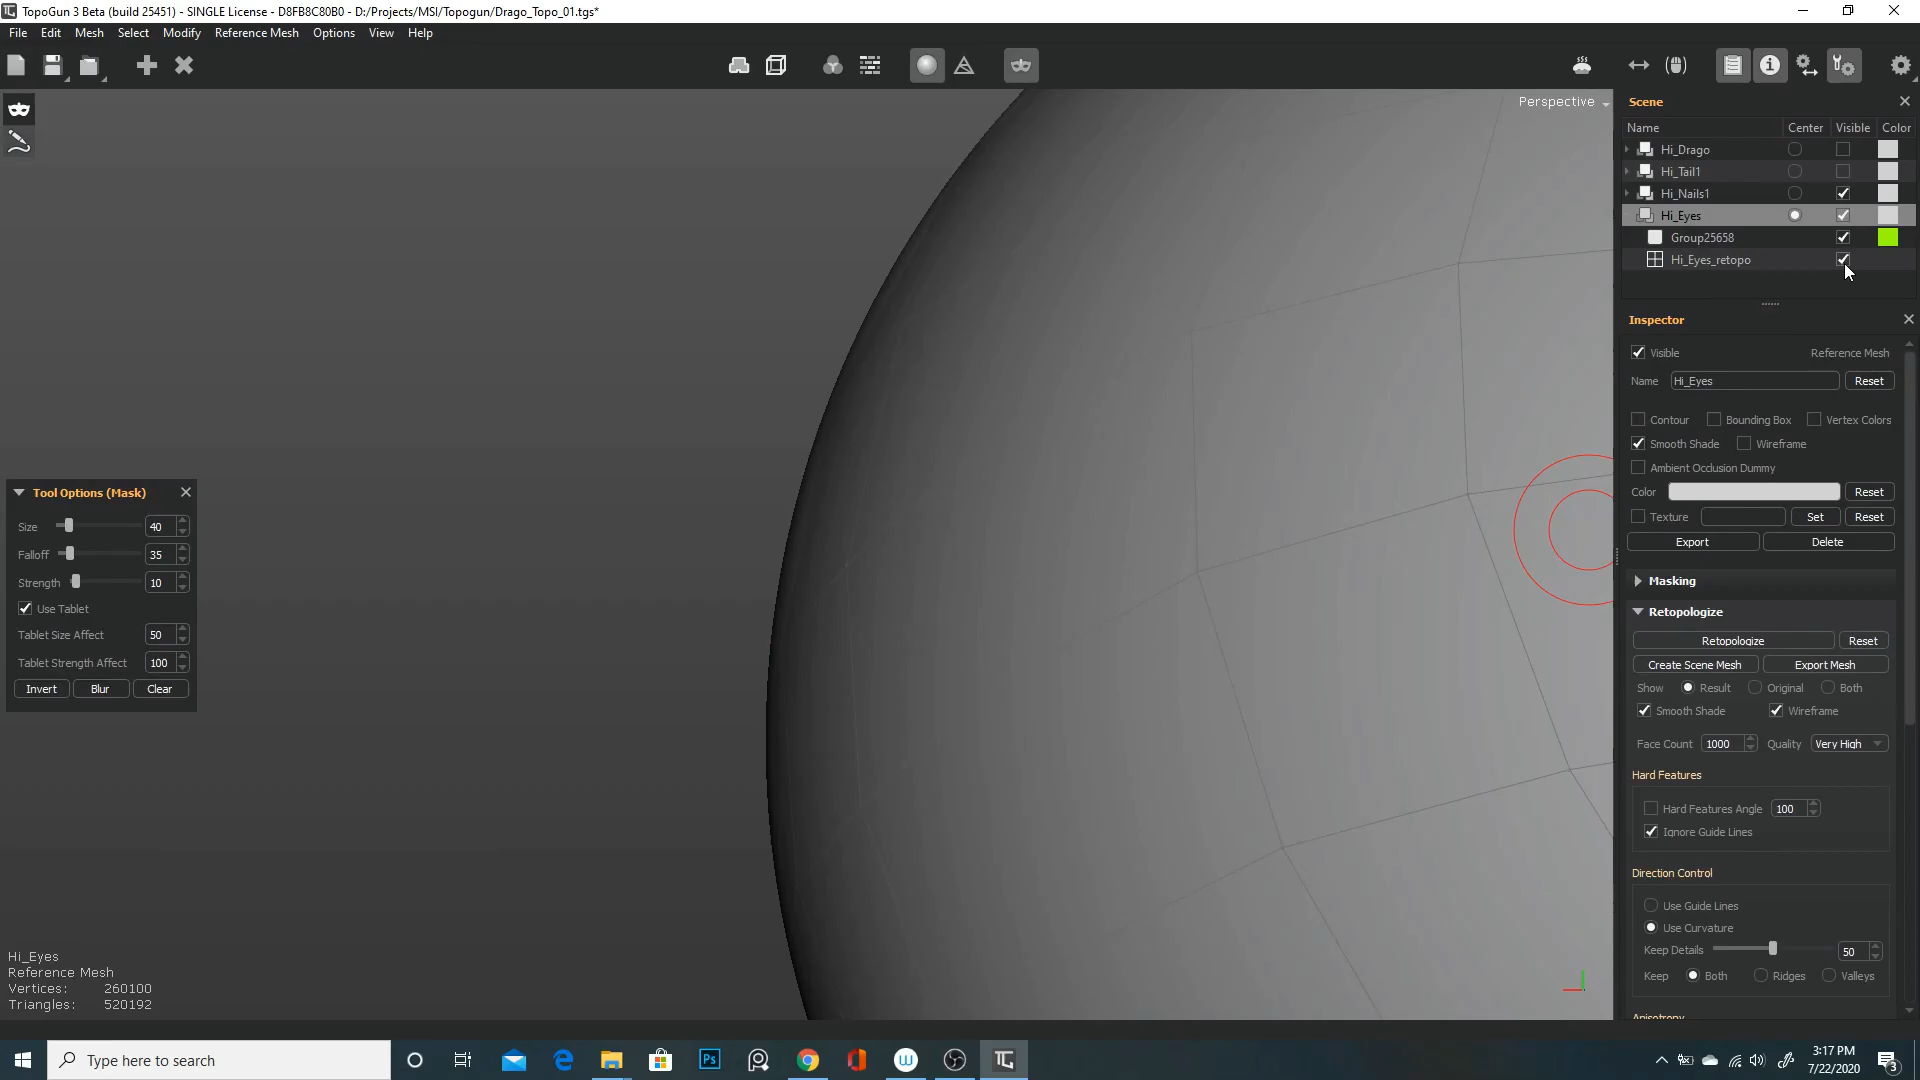 TopoGun 3 Beta (build 25451) - SINGLE License - D8FB8C80B0 - D:/Projects/MSI/Topogun/Drago_Topo_01.tgs*
File Edit Mesh Select Modify Reference Mesh Options View Help
Perspective
Scene
Name Center Visible Color
Hi_Drago
Hi_Tail1
Hi_Nails1
Hi_Eyes
Group25658
Hi_Eyes_retopo
Inspector
Visible Reference Mesh
Name Hi_Eyes Reset
Contour Bounding Box Vertex Colors
Smooth Shade Wireframe
Ambient Occlusion Dummy
Color Reset
Texture Set Reset
Export Delete
Masking
Retopologize
Retopologize Reset
Create Scene Mesh Export Mesh
Show Result Original Both
Smooth Shade Wireframe
Face Count 1000 Quality Very High
Hard Features
Hard Features Angle 100
Ignore Guide Lines
Direction Control
Use Guide Lines
Use Curvature
Keep Details 50
Keep Both Ridges Valleys
Anisotropy
Tool Options (Mask)
Size 40
Falloff 35
Strength 10
Use Tablet
Tablet Size Affect 50
Tablet Strength Affect 100
Invert Blur Clear
Hi_Eyes
Reference Mesh
Vertices: 260100
Triangles: 520192
Type here to search
Ps
3:17 PM
7/22/2020
3